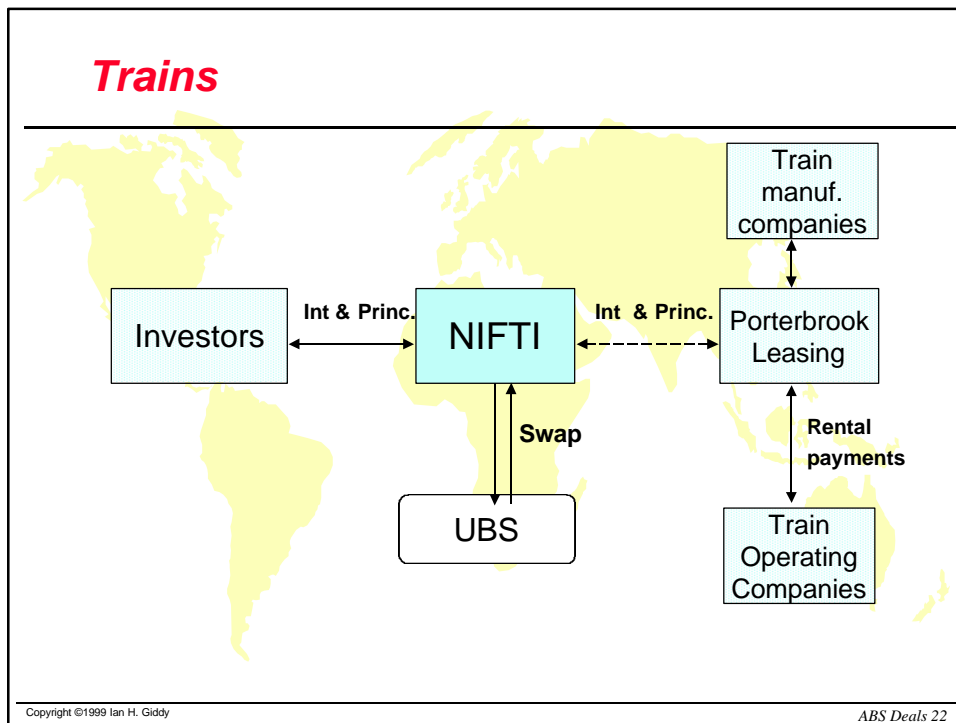 Trains
Train
manuf.
companies
Investors
Int & Princ.
NIFTI
Int & Princ.
Porterbrook
Leasing
Swap
Rental
payments
UBS
Train
Operating
Companies
Copyright ©1999 Ian H. Giddy
ABS Deals 22